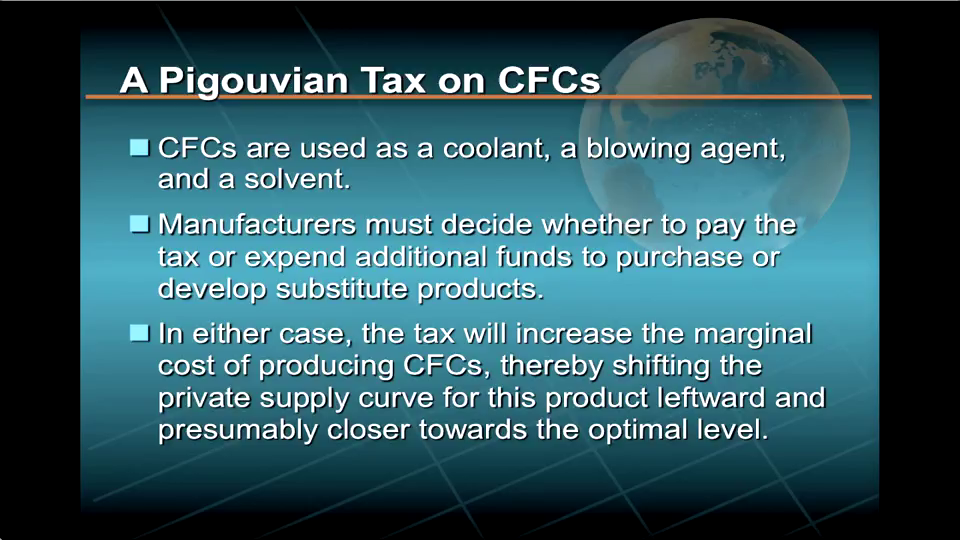 A Pigouvian Tax on CFCs
CFCs are used as a coolant, a blowing agent,
and a solvent.
Manufacturers must decide whether to pay the
tax or expend additional funds to purchase or
develop substitute products.
In either case, the tax will increase the marginal
cost of producing CFCs, thereby shifting the
private supply curve for this product leftward and
presumably closer towards the optimal level.